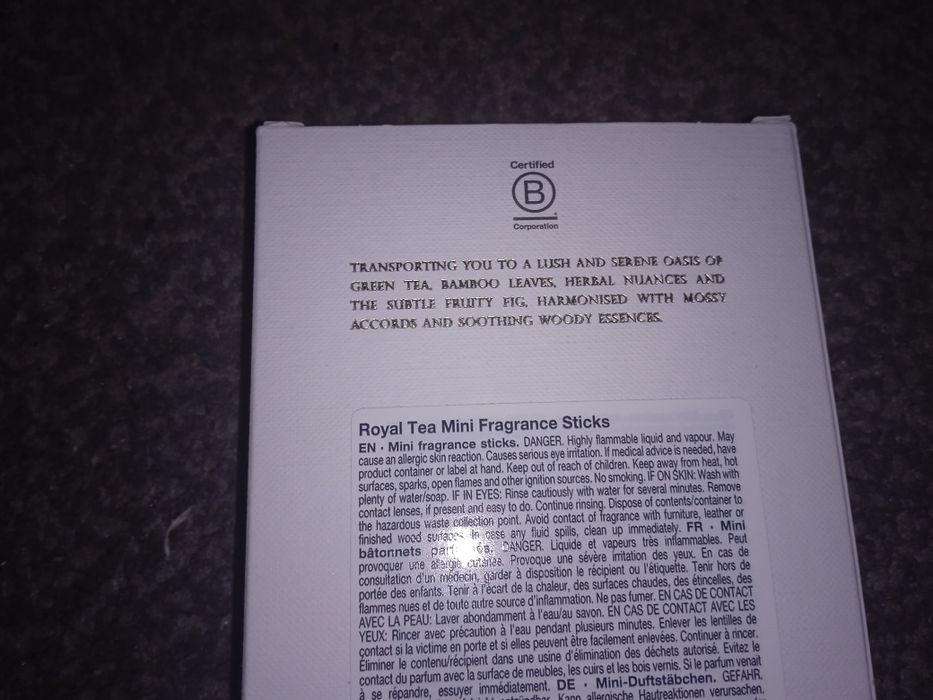 Certified
B
Corporation
TRANSPORTING YOU TO A LUSH AND SERENE OASIS OF
GREEN TEA, BAMBOO LEAVES, HERBAL NUANCES AND
THE SUBTLE FRUITY FIG, HARMONISED WITH MOSSY
ACCORDS AND SOOTHING WOODY ESSENCES.
Royal Tea Mini Fragrance Sticks
EN · Mini fragrance sticks. DANGER. Highly flammable liquid and vapour. May
cause an allergic skin reaction. Causes serious eye irritation. If medical advice is needed, have
product container or label at hand. Keep out of reach of children. Keep away from heat, hot
surfaces, sparks, open flames and other ignition sources. No smoking. IF ON SKIN: Wash with
plenty of water/soap. IF IN EYES: Rinse cautiously with water for several minutes. Remove
contact lenses, if present and easy to do. Continue rinsing. Dispose of contents/container to
the hazardous waste collection point. Avoid contact of fragrance with furniture, leather or
finished wood surfaces. In case any fluid spills, clean up immediately. FR · Mini
bâtonnets DANGER. Liquide et vapeurs très inflammables. Peut
provoquer une allergie cutanée. Provoque une sévère irritation des yeux. En cas de
consultation d'un médecin, garder à disposition le récipient ou l'étiquette. Tenir hors de
portée des enfants. Tenir à l'écart de la chaleur, des surfaces chaudes, des étincelles, des
flammes nues et de toute autre source d'inflammation. Ne pas fumer. EN CAS DE CONTACT
AVEC LA PEAU: Laver abondamment à l'eau/au savon. EN CAS DE CONTACT AVEC LES
YEUX: Rincer avec précaution à l'eau pendant plusieurs minutes. Enlever les lentilles de
contact si la victime en porte et si elles peuvent être facilement enlevées. Continuer à rincer.
Éliminer le contenu/récipient dans une usine d'élimination des déchets autorisé. Evitez le
contact du parfum avec la surface de meubles, les cuirs et les bois vernis. Si le parfum venait
à se répandre, essuyer immédiatement. DE · Mini-Duftstäbchen. GEFAHR.
Kann allergische Hautreaktionen verursachen.